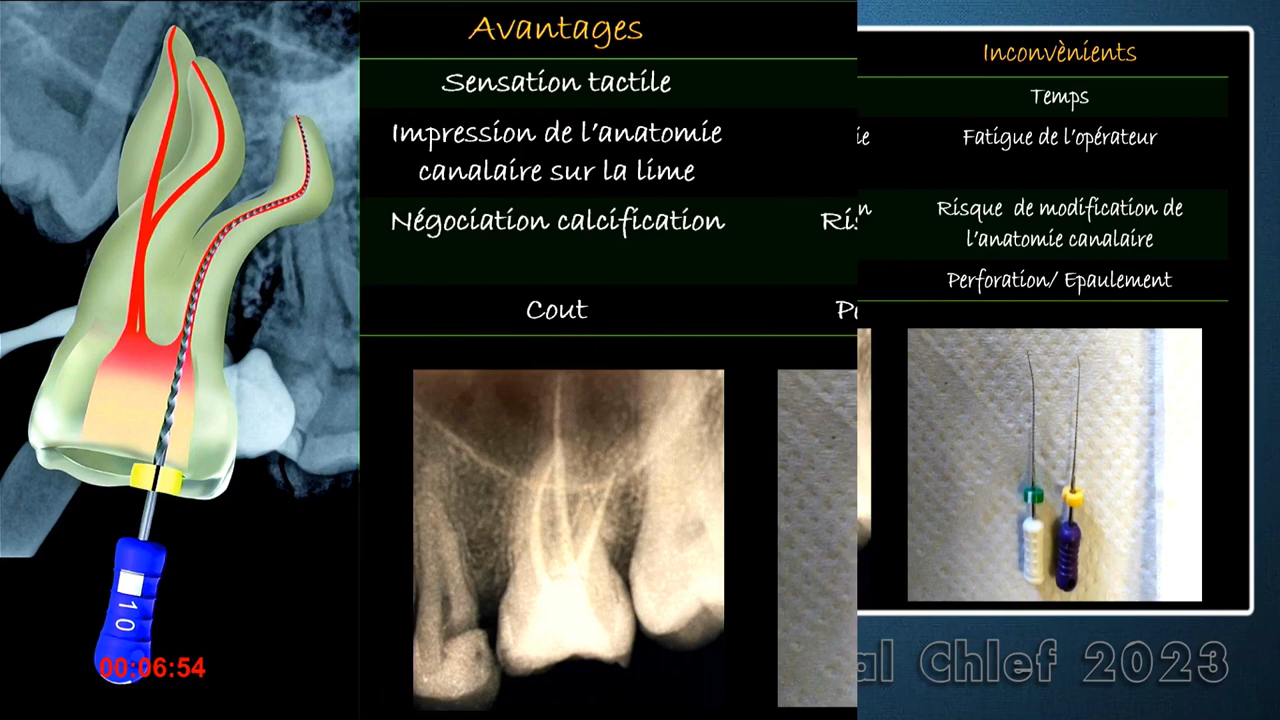 Avantages
Sensation tactile
Impression de l'anatomie
canalaire sur la lime
Négociation calcification
Cout
Inconvènients
Temps
Fatigue de l'opérateur
Risque de modification de
l'anatomie canalaire
Perforation/ Epaulement
10
00:06:54
Chlef 2023